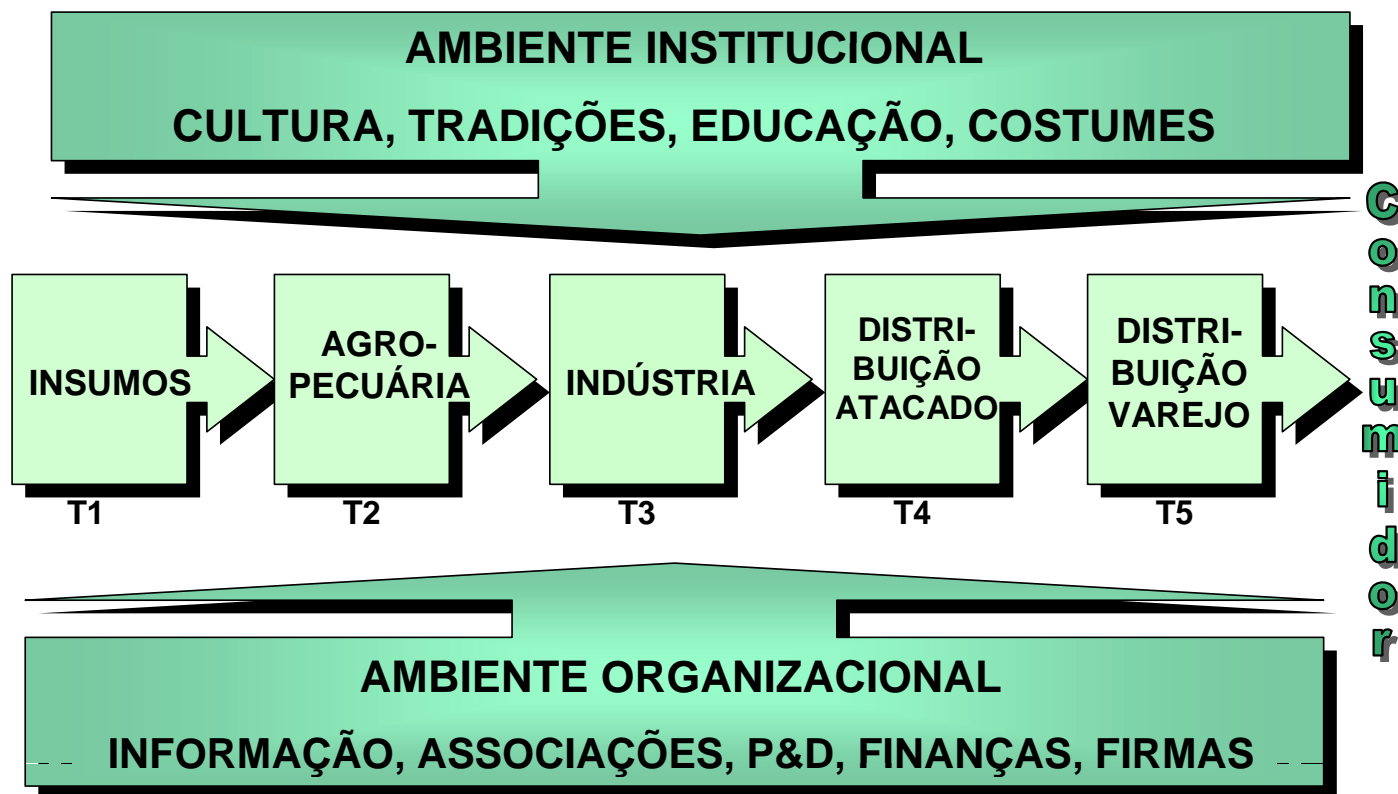 AMBIENTE INSTITUCIONAL
CULTURA, TRADIÇÕES, EDUCAÇÃO, COSTUMES
INSUMOS
AGRO-
PECUÁRIA
INDÚSTRIA
DISTRI-
BUIÇÃO
ATACADO
DISTRI-
BUIÇÃO
VAREJO
T1
T2
T3
T4
T5
Consumidor
AMBIENTE ORGANIZACIONAL
INFORMAÇÃO, ASSOCIAÇÕES, P&D, FINANÇAS, FIRMAS